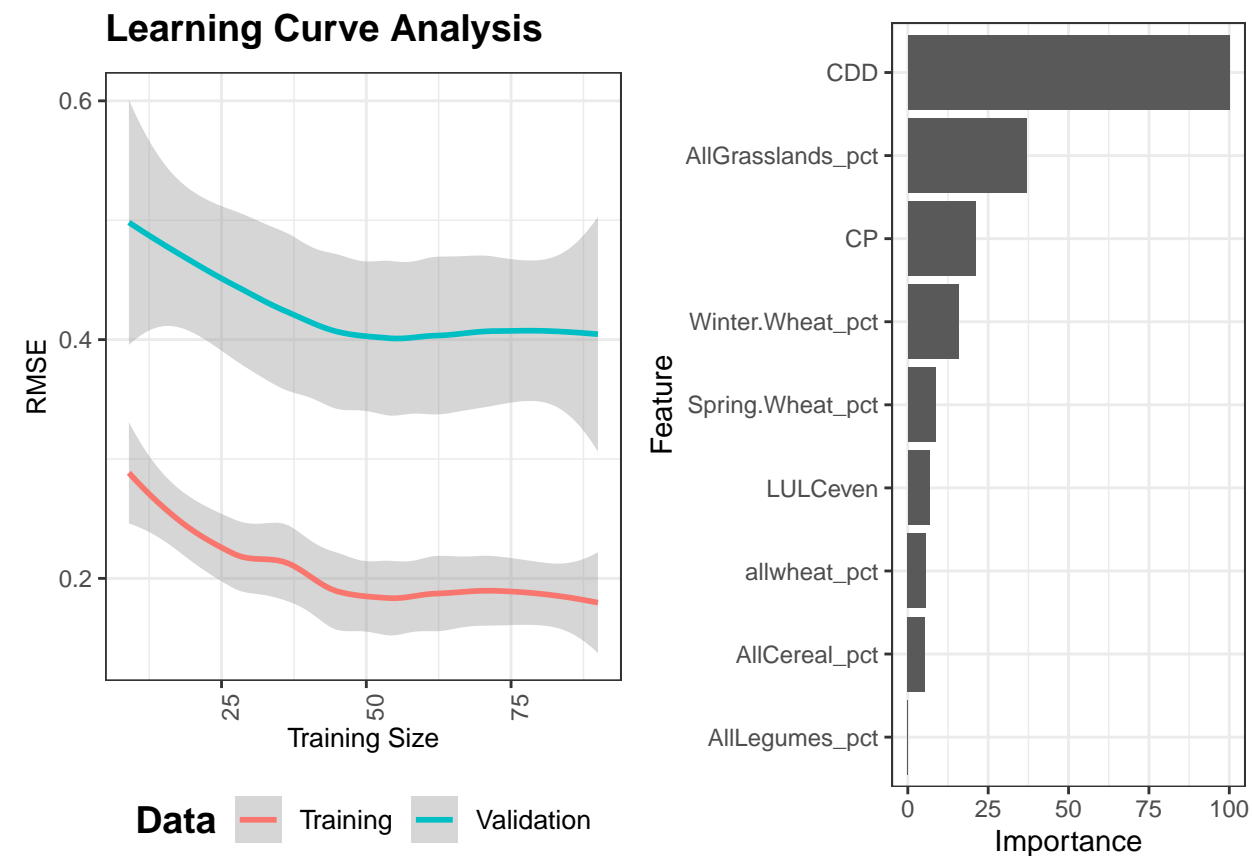 Learning Curve Analysis
RMSE
0.6
0.4
0.2
25
50
75
Training Size
Data
Training
Validation
Feature
CDD
AllGrasslands_pct
CP
Winter.Wheat_pct
Spring.Wheat_pct
LULCeven
allwheat_pct
AllCereal_pct
AllLegumes_pct
0
25
50
75
100
Importance